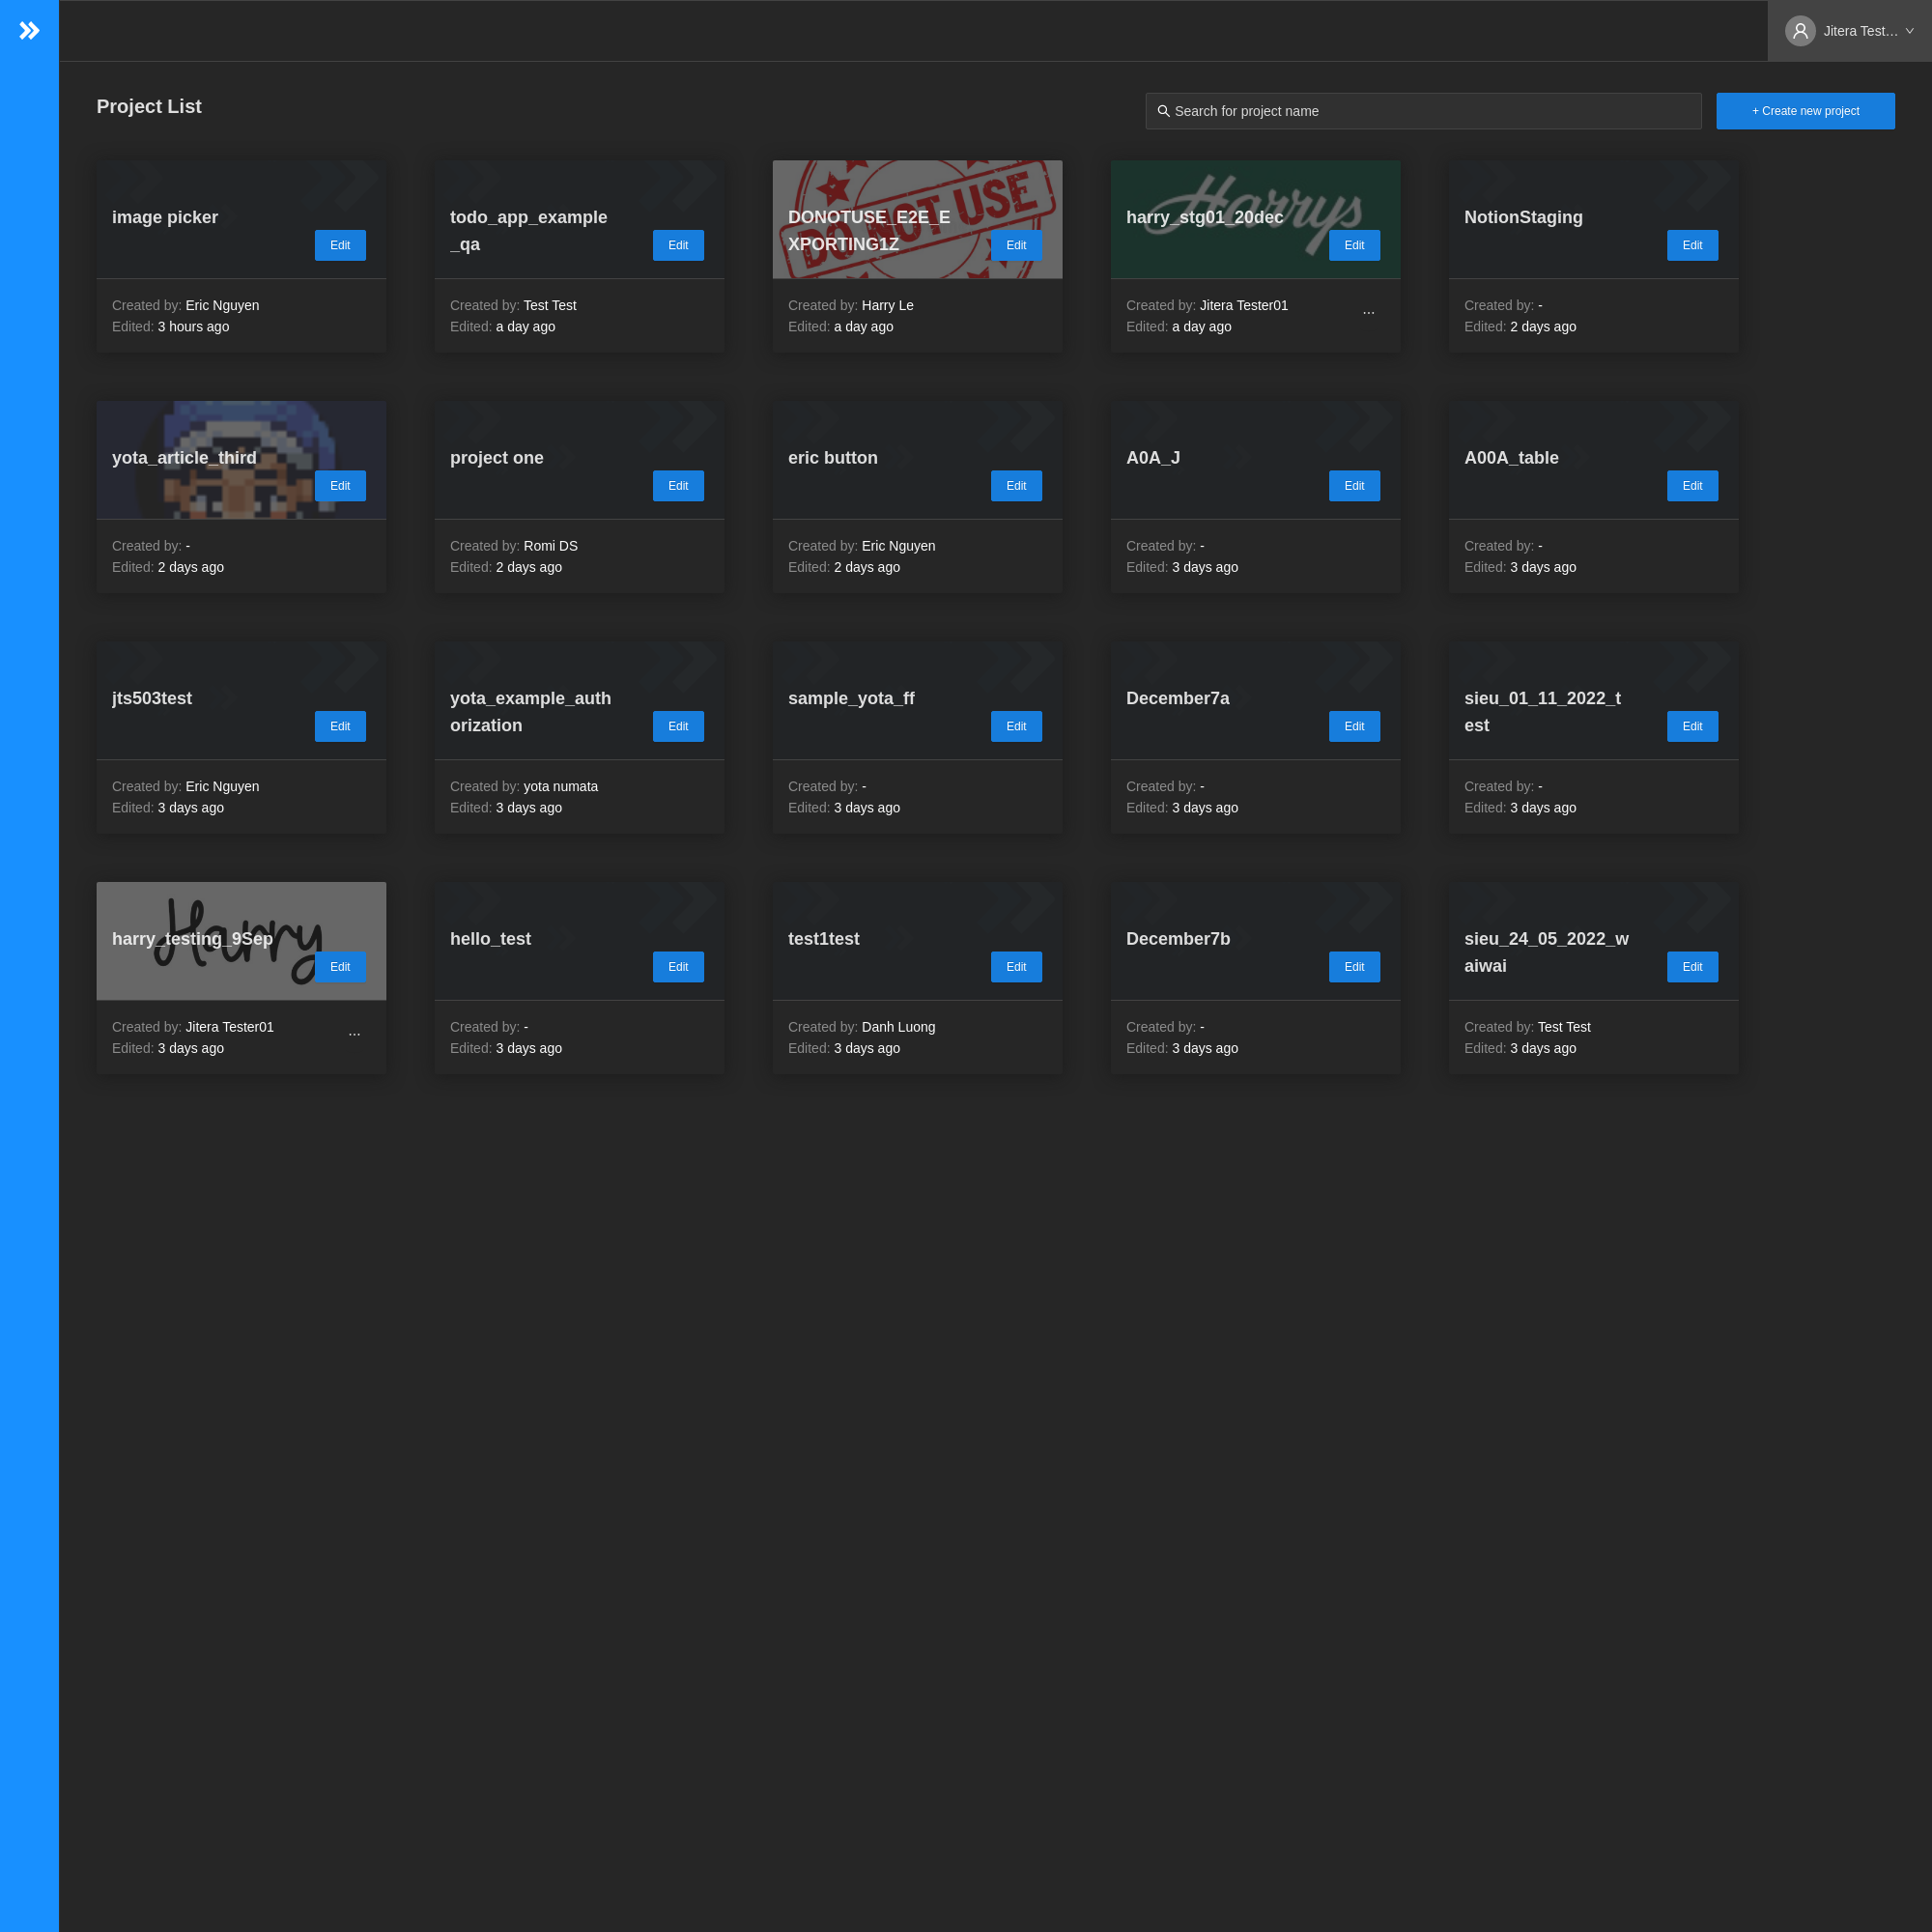 Jitera Test...
Project List
Search for project name
+ Create new project
image picker
Edit
Created by: Eric Nguyen
Edited: 3 hours ago
todo_app_example
_qa
Edit
Created by: Test Test
Edited: a day ago
DO NOT USE
DONOTUSE_E2E_E
XPORTING1Z
Edit
Created by: Harry Le
Edited: a day ago
Harrys
harry_stg01_20dec
Edit
Created by: Jitera Tester01
Edited: a day ago
...
NotionStaging
Edit
Created by: -
Edited: 2 days ago
yota_article_third
Edit
Created by: -
Edited: 2 days ago
project one
Edit
Created by: Romi DS
Edited: 2 days ago
eric button
Edit
Created by: Eric Nguyen
Edited: 2 days ago
A0A_J
Edit
Created by: -
Edited: 3 days ago
A00A_table
Edit
Created by: -
Edited: 3 days ago
jts503test
Edit
Created by: Eric Nguyen
Edited: 3 days ago
yota_example_auth
orization
Edit
Created by: yota numata
Edited: 3 days ago
sample_yota_ff
Edit
Created by: -
Edited: 3 days ago
December7a
Edit
Created by: -
Edited: 3 days ago
sieu_01_11_2022_t
est
Edit
Created by: -
Edited: 3 days ago
Harry
harry_testing_9Sep
Edit
Created by: Jitera Tester01
Edited: 3 days ago
...
hello_test
Edit
Created by: -
Edited: 3 days ago
test1test
Edit
Created by: Danh Luong
Edited: 3 days ago
December7b
Edit
Created by: -
Edited: 3 days ago
sieu_24_05_2022_w
aiwai
Edit
Created by: Test Test
Edited: 3 days ago